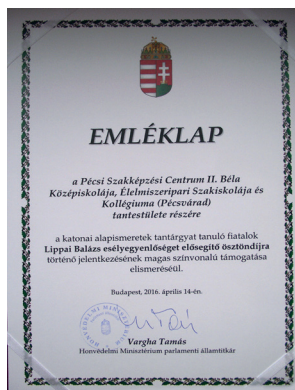 EMLÉKLAP
a Pécsi Szakképzési Centrum II. Béla
Középiskolája, Élelmiszeripari Szakiskolája és
Kollégiuma (Pécsvárad)
tantestülete részére
a katonai alapismeretek tantárgyat tanuló fiatalok
Lippai Balázs esélyegyenlőséget elősegítő ösztöndíjra
történő jelentkezésének magas színvonalú támogatása
elismeréséül.
Budapest, 2016. április 14-én.
Vargha Tamás
Honvédelmi Minisztérium parlamenti államtitkár